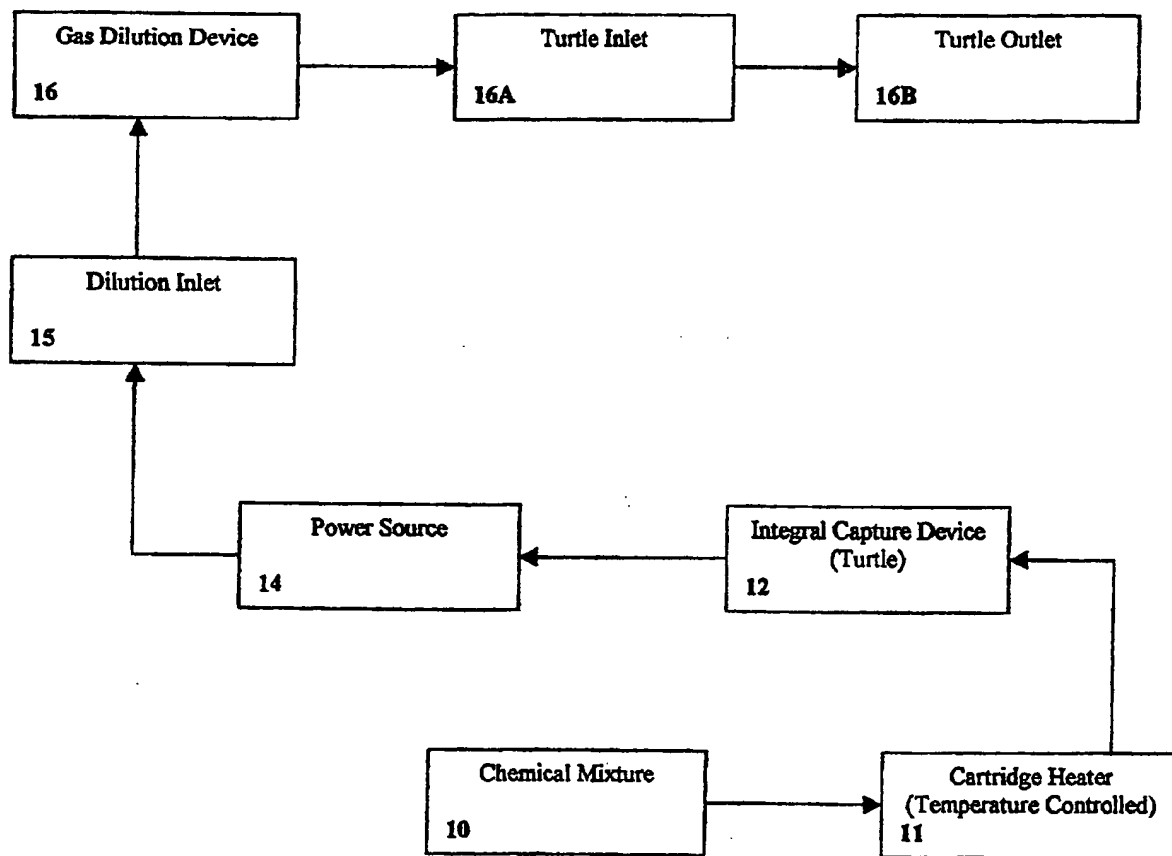 Gas Dilution Device
16
Turtle Inlet
16A
Turtle Outlet
16B
Dilution Inlet
15
Power Source
14
Integral Capture Device
(Turtle)
12
Chemical Mixture
10
Cartridge Heater
(Temperature Controlled)
11